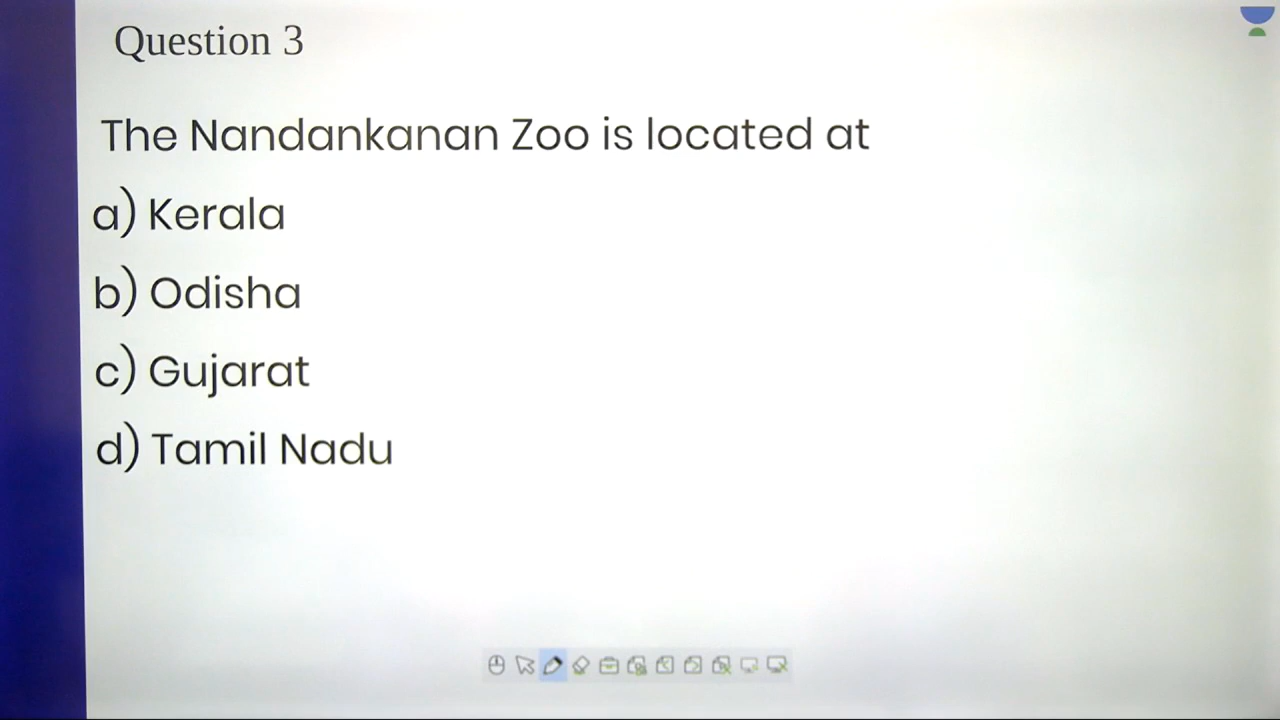 Question 3
The Nandankanan Zoo is located at
a) Kerala
b) Odisha
c) Gujarat
d) Tamil Nadu